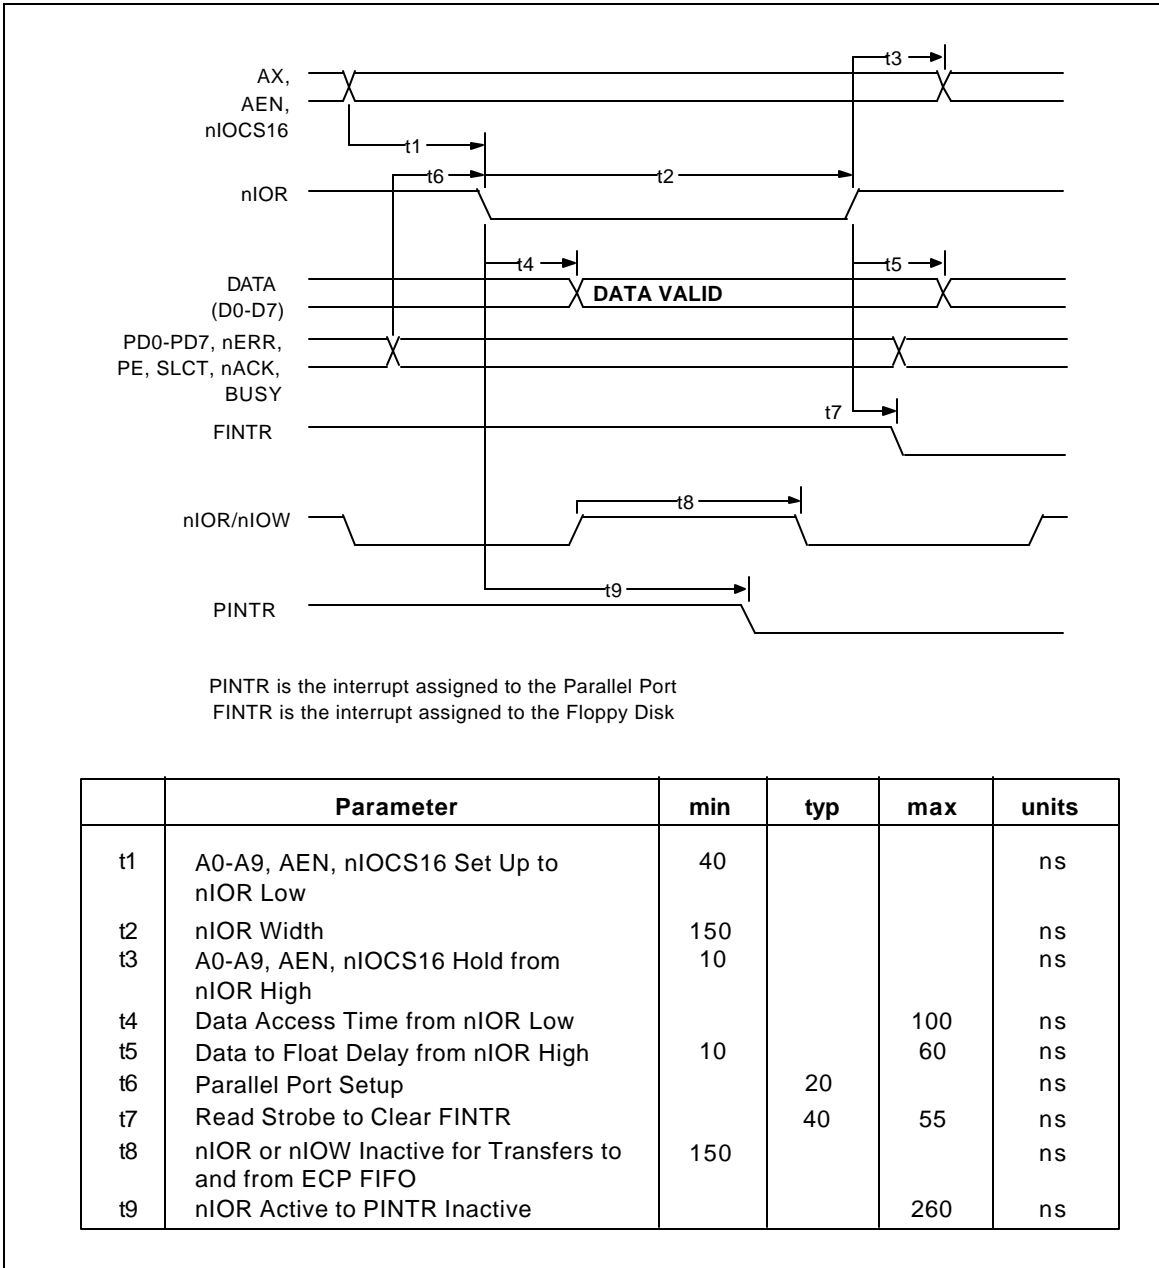 t3
AX,
AEN,
nIOCS16
t1
t6
t2
nIOR
t4
t5
DATA
(D0-D7)
DATA VALID
PD0-PD7, nERR,
PE, SLCT, nACK,
BUSY
t7
FINTR
t8
nIOR/nIOW
t9
PINTR
PINTR is the interrupt assigned to the Parallel Port
FINTR is the interrupt assigned to the Floppy Disk
Parameter min typ max units
t1 A0-A9, AEN, nIOCS16 Set Up to 40 ns
nIOR Low
t2 nIOR Width 150 ns
t3 A0-A9, AEN, nIOCS16 Hold from 10 ns
nIOR High
t4 Data Access Time from nIOR Low 100 ns
t5 Data to Float Delay from nIOR High 10 60 ns
t6 Parallel Port Setup 20 ns
t7 Read Strobe to Clear FINTR 40 55 ns
t8 nIOR or nIOW Inactive for Transfers to 150 ns
and from ECP FIFO
t9 nIOR Active to PINTR Inactive 260 ns